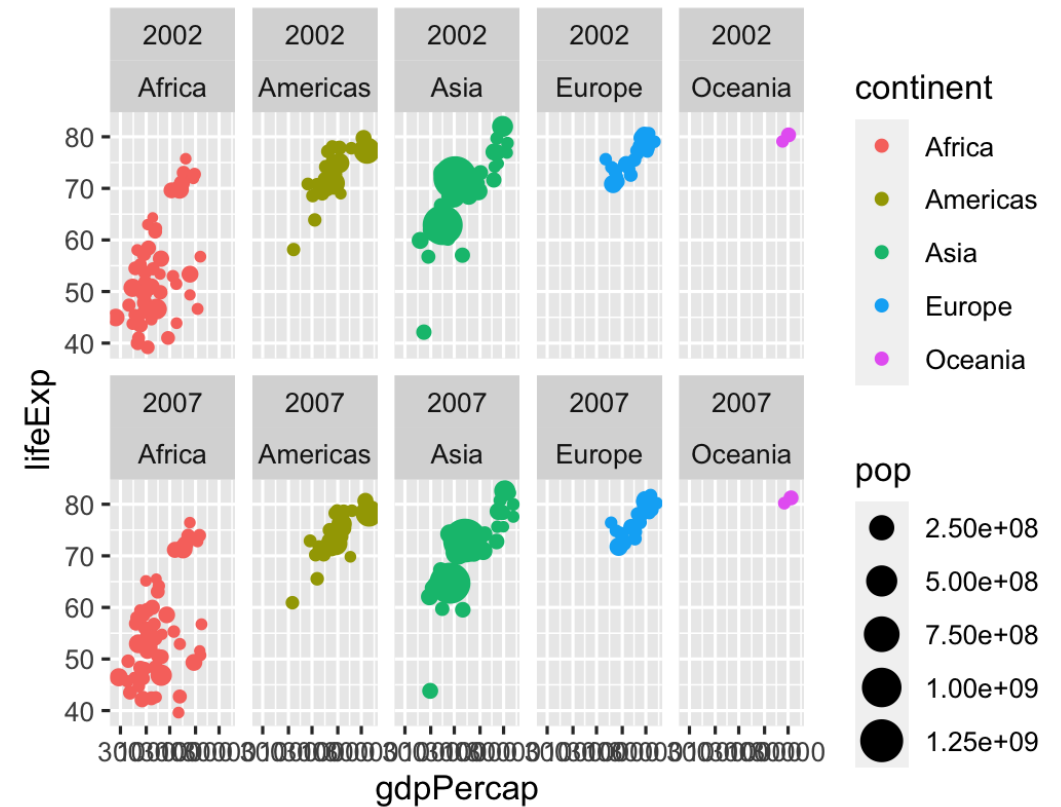 2002 2002 2002 2002 2002
Africa Americas Asia Europe Oceania
80
70
60
50
40
2007 2007 2007 2007 2007
Africa Americas Asia Europe Oceania
80
70
60
50
40
lifeExp
gdpPercap
continent
Africa
Americas
Asia
Europe
Oceania
pop
2.50e+08
5.00e+08
7.50e+08
1.00e+09
1.25e+09